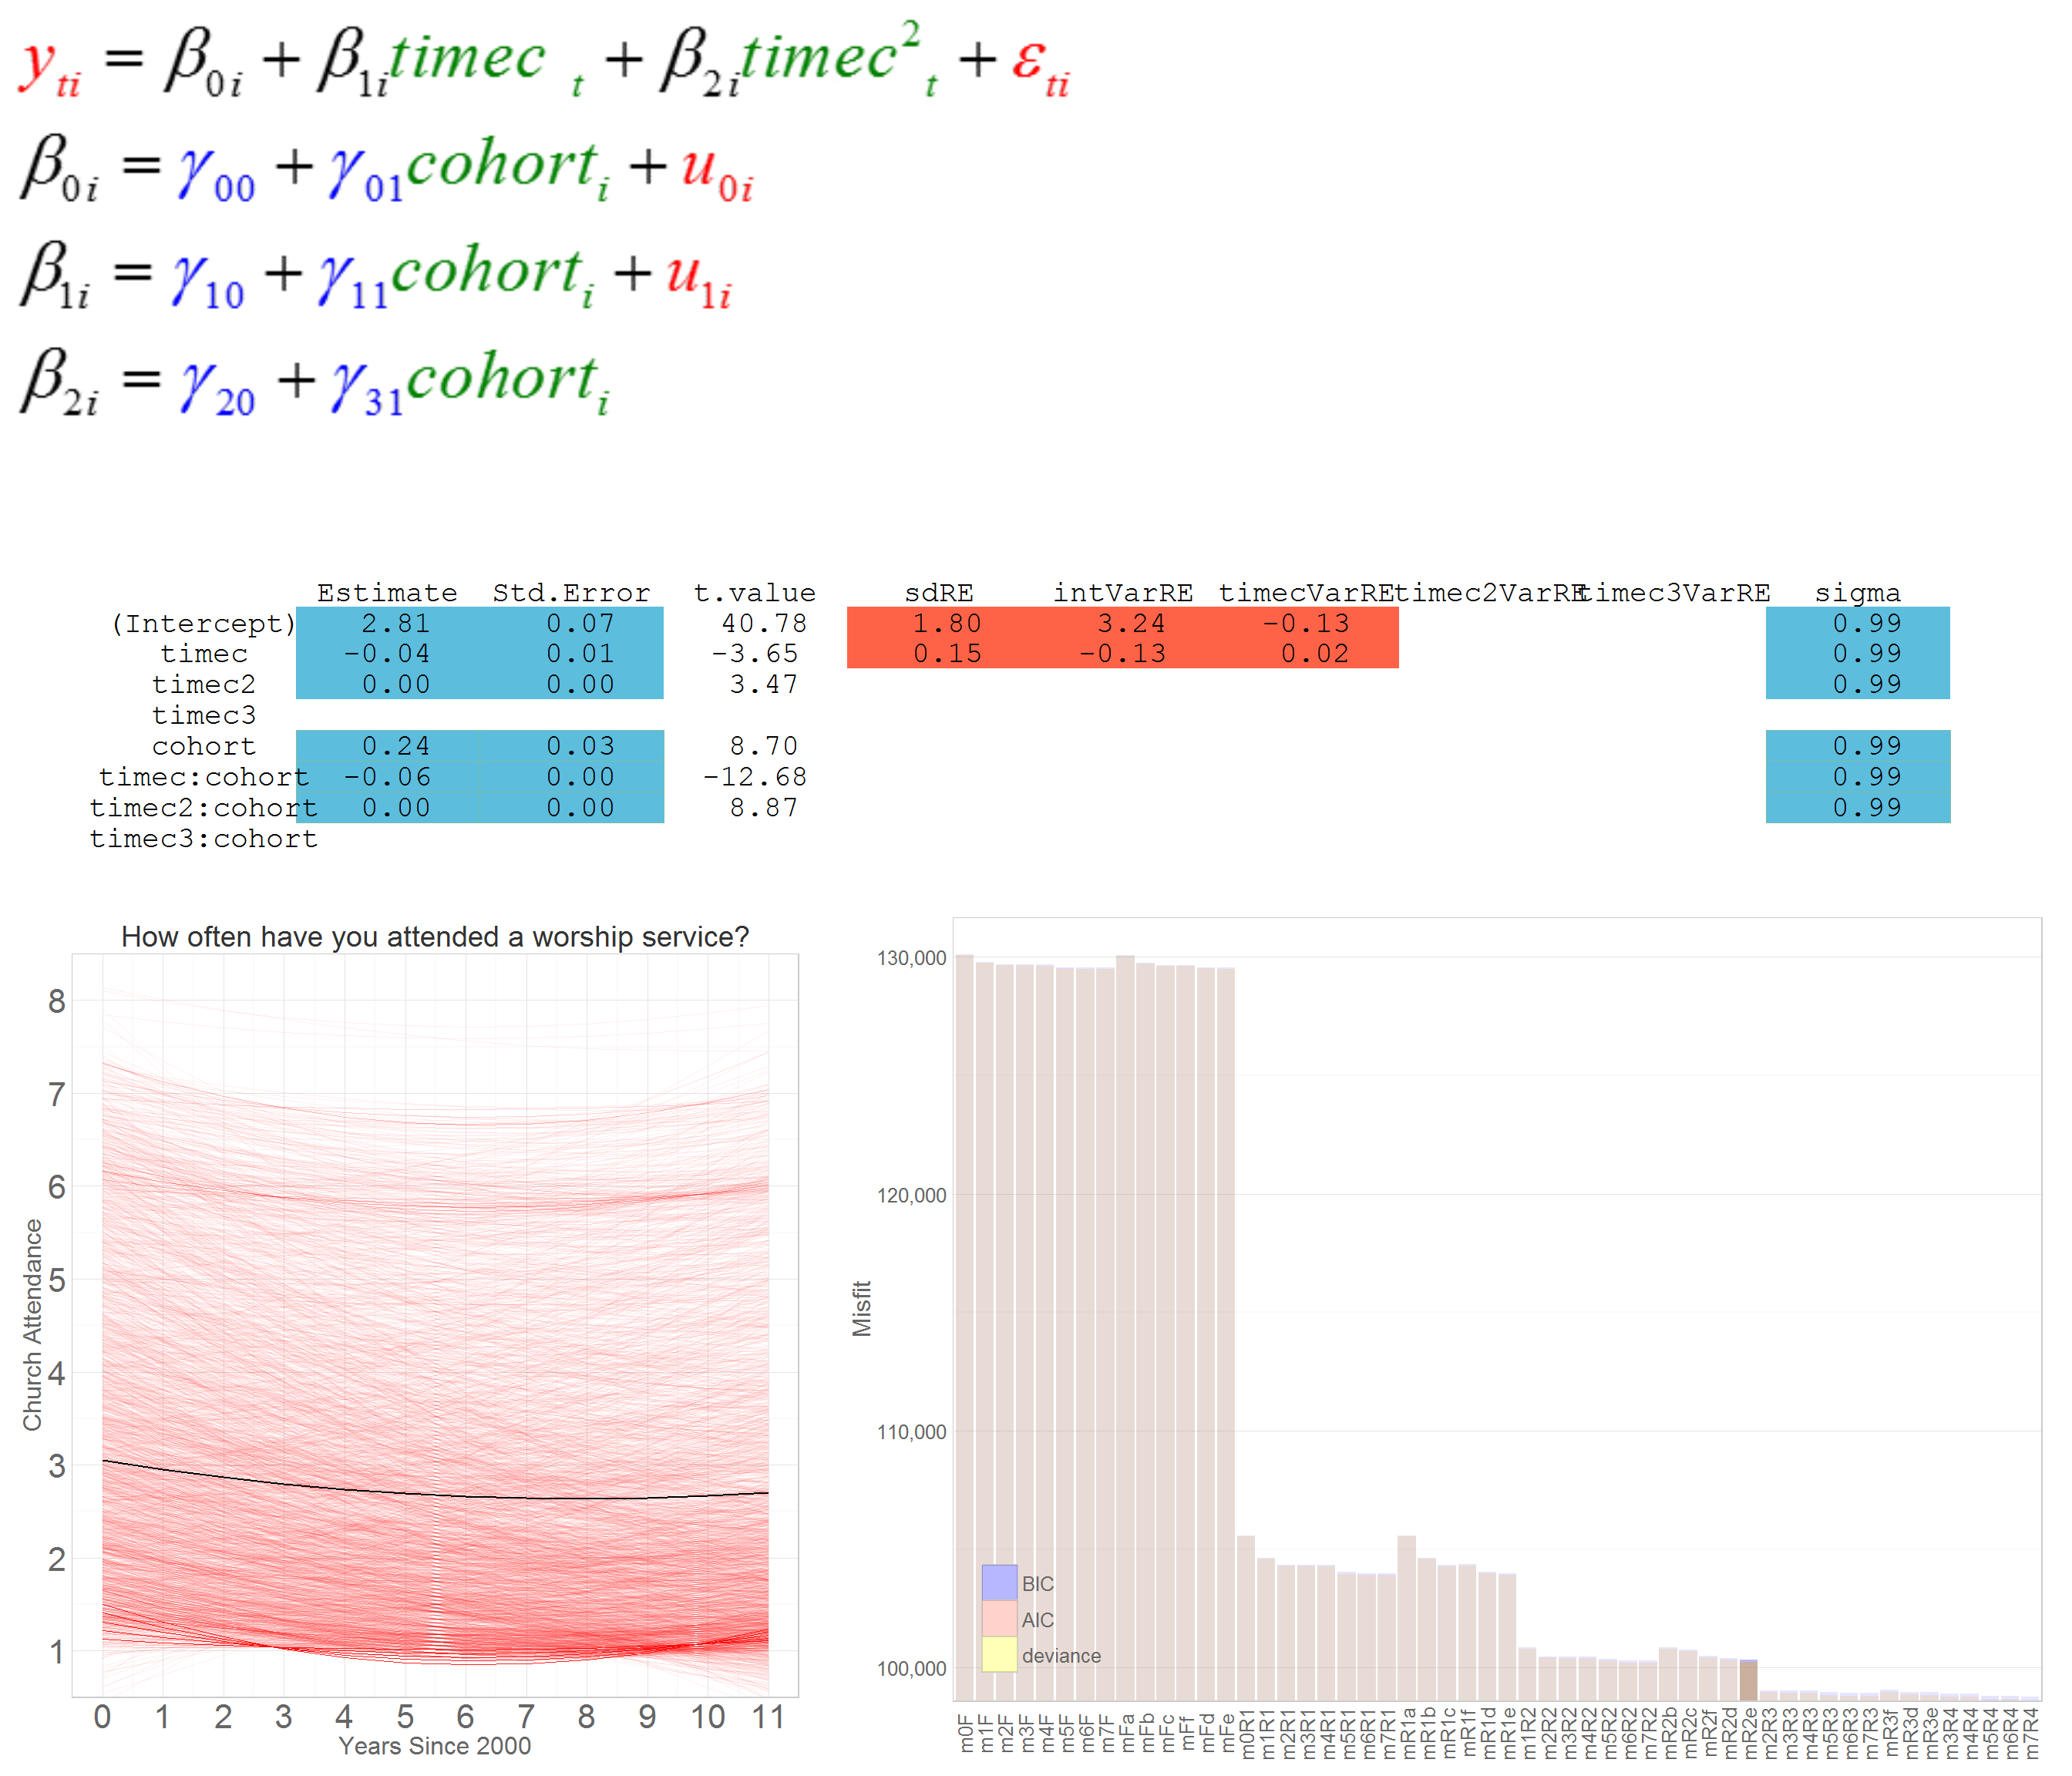 y_ti = β_0i + β_1i timec_t + β_2i timec²_t + ε_ti
β_0i = γ_00 + γ_01 cohort_i + u_0i
β_1i = γ_10 + γ_11 cohort_i + u_1i
β_2i = γ_20 + γ_31 cohort_i
Estimate Std.Error t.value sdRE intVarRE timecVarRE timec2VarRE timec3VarRE sigma
(Intercept) 2.81 0.07 40.78 1.80 3.24 -0.13 0.99
timec -0.04 0.01 -3.65 0.15 -0.13 0.02 0.99
timec2 0.00 0.00 3.47 0.99
timec3
cohort 0.24 0.03 8.70 0.99
timec:cohort -0.06 0.00 -12.68 0.99
timec2:cohort 0.00 0.00 8.87 0.99
timec3:cohort
How often have you attended a worship service?
Church Attendance
8
7
6
5
4
3
2
1
0 1 2 3 4 5 6 7 8 9 10 11
Years Since 2000
Misfit
130,000
120,000
110,000
100,000
BIC
AIC
deviance
m0F m1F m2F m3F m4F m5F m6F m7F mFa mFb mFc mFf mFd mFe m0R1 m1R1 m2R1 m3R1 m4R1 m5R1 m6R1 m7R1 mR1a mR1b mR1c mR1f mR1d mR1e m1R2 m2R2 m3R2 m4R2 m5R2 m6R2 m7R2 mR2b mR2c mR2f mR2d mR2e m2R3 m3R3 m4R3 m5R3 m6R3 m7R3 mR3f mR3d mR3e m3R4 m4R4 m5R4 m6R4 m7R4